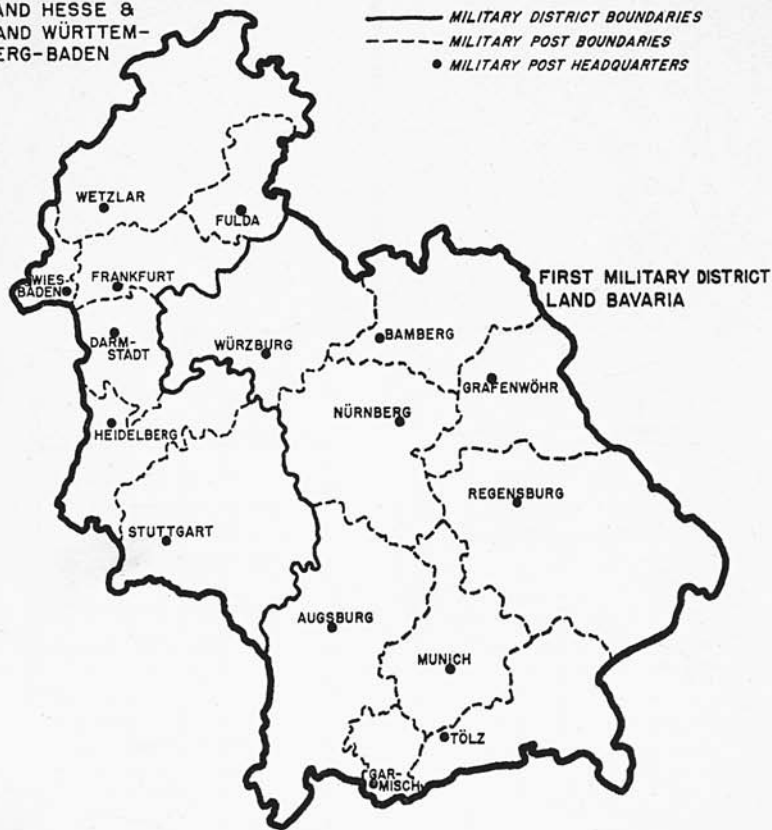 AND HESSE &
AND WÜRTTEM-
ERG-BADEN
MILITARY DISTRICT BOUNDARIES
MILITARY POST BOUNDARIES
MILITARY POST HEADQUARTERS
WETZLAR
FULDA
WIES-
BADEN
FRANKFURT
FIRST MILITARY DISTRICT
LAND BAVARIA
DARM-
STADT
WÜRZBURG
BAMBERG
GRAFENWÖHR
HEIDELBERG
NÜRNBERG
REGENSBURG
STUTTGART
AUGSBURG
MUNICH
TÖLZ
GAR-
MISCH